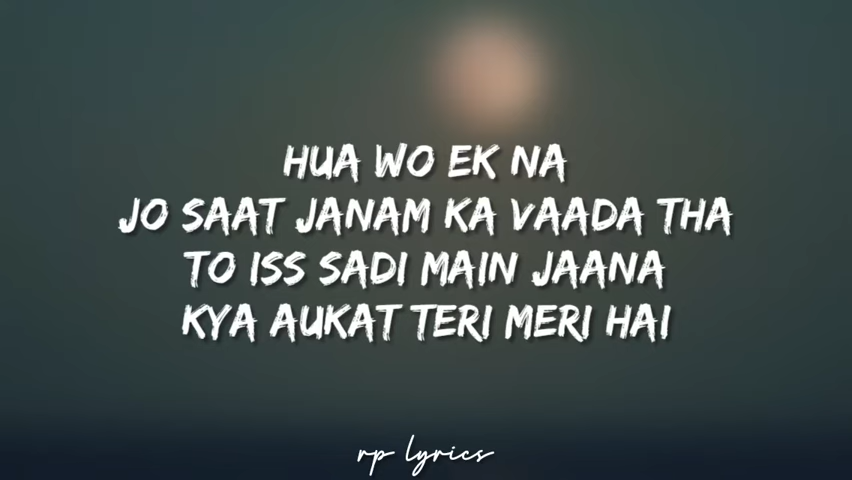 HUA WO EK NA
JO SAAT JANAM KA VAADA THA
TO ISS SADI MAIN JAANA
KYA AUKAT TERI MERI HAI
rp lyrics